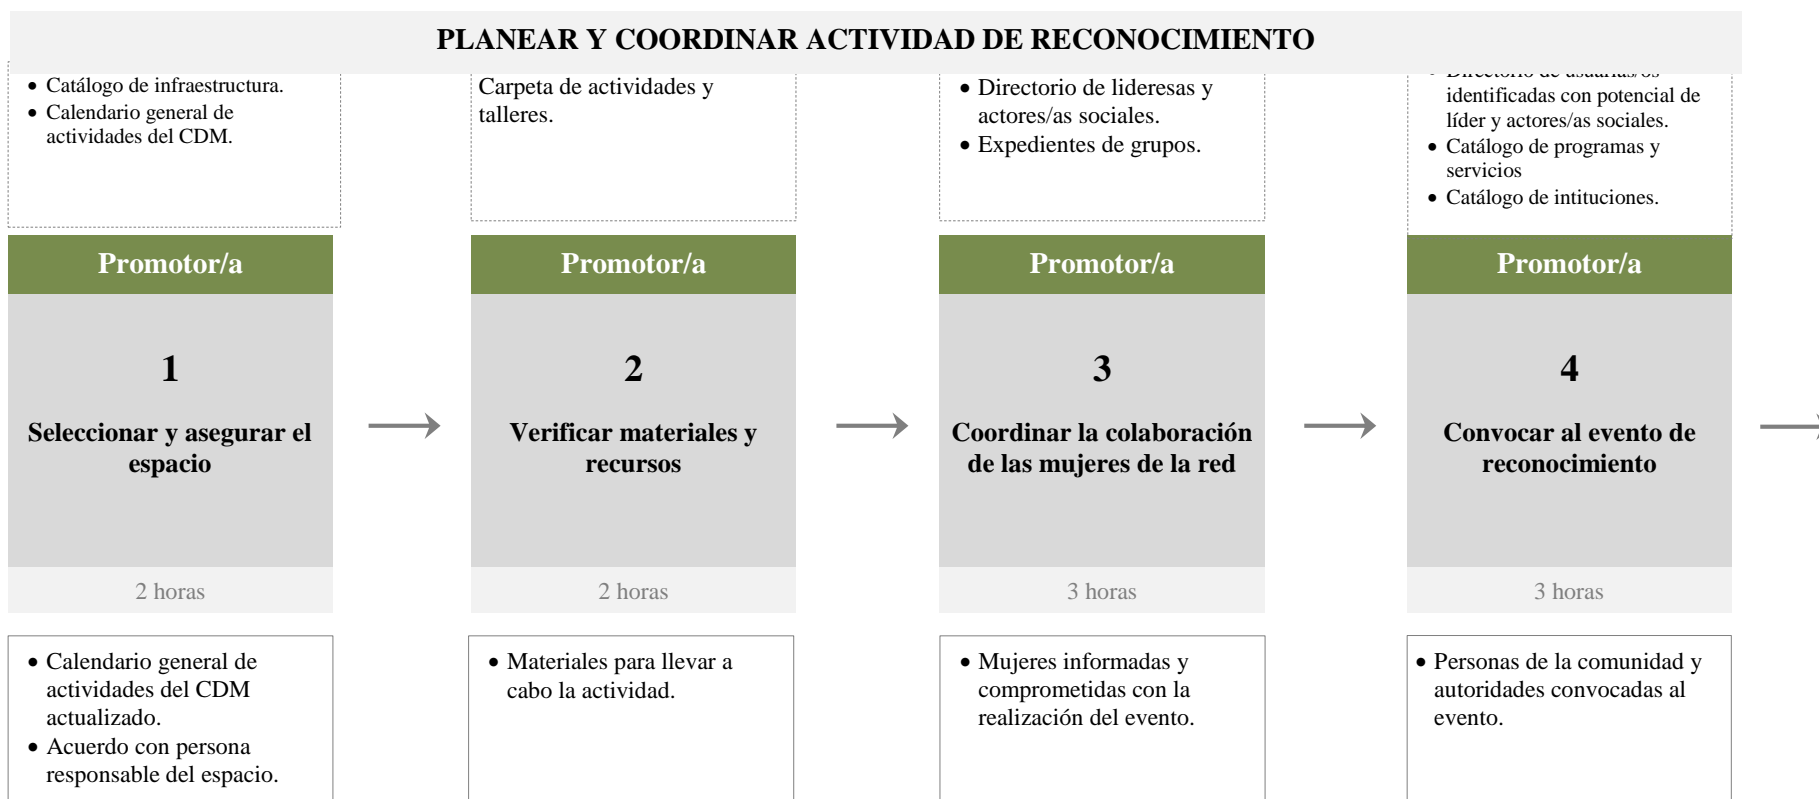 PLANEAR Y COORDINAR ACTIVIDAD DE RECONOCIMIENTO
• Catálogo de infraestructura.
• Calendario general de
actividades del CDM.
Carpeta de actividades y
talleres.
• Directorio de lideresas y
actores/as sociales.
• Expedientes de grupos.
• Directorio de usuarias/os
identificadas con potencial de
líder y actores/as sociales.
• Catálogo de programas y
servicios
• Catálogo de intituciones.
Promotor/a
1
Seleccionar y asegurar el
espacio
2 horas
• Calendario general de
actividades del CDM
actualizado.
• Acuerdo con persona
responsable del espacio.
Promotor/a
2
Verificar materiales y
recursos
2 horas
• Materiales para llevar a
cabo la actividad.
Promotor/a
3
Coordinar la colaboración
de las mujeres de la red
3 horas
• Mujeres informadas y
comprometidas con la
realización del evento.
Promotor/a
4
Convocar al evento de
reconocimiento
3 horas
• Personas de la comunidad y
autoridades convocadas al
evento.